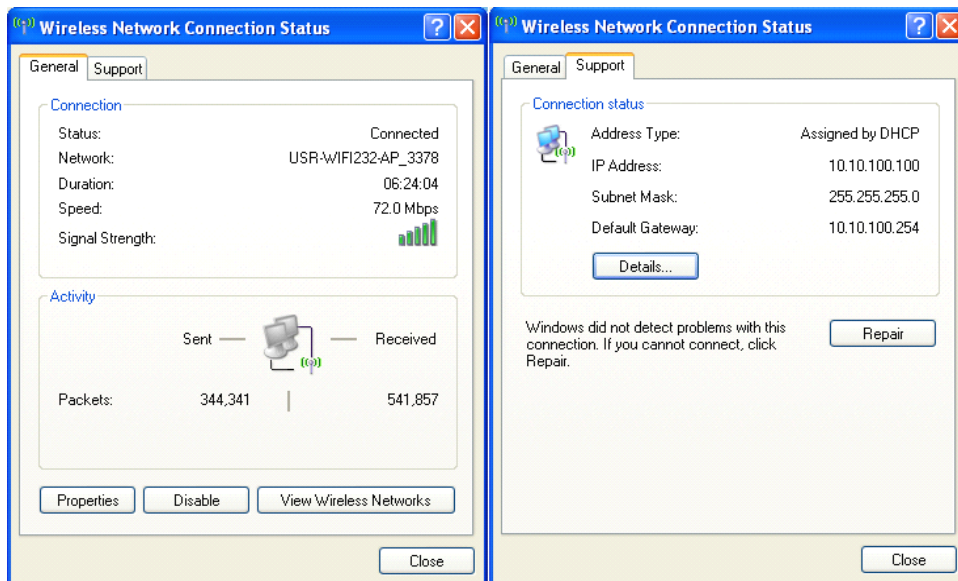 Wireless Network Connection Status
General Support
Connection
Status: Connected
Network: USR-WIFI232-AP_3378
Duration: 06:24:04
Speed: 72.0 Mbps
Signal Strength:
Activity
Sent Received
Packets: 344,341 541,857
Properties Disable View Wireless Networks
Close
Wireless Network Connection Status
General Support
Connection status
Address Type: Assigned by DHCP
IP Address: 10.10.100.100
Subnet Mask: 255.255.255.0
Default Gateway: 10.10.100.254
Details...
Windows did not detect problems with this
connection. If you cannot connect, click
Repair.
Repair
Close